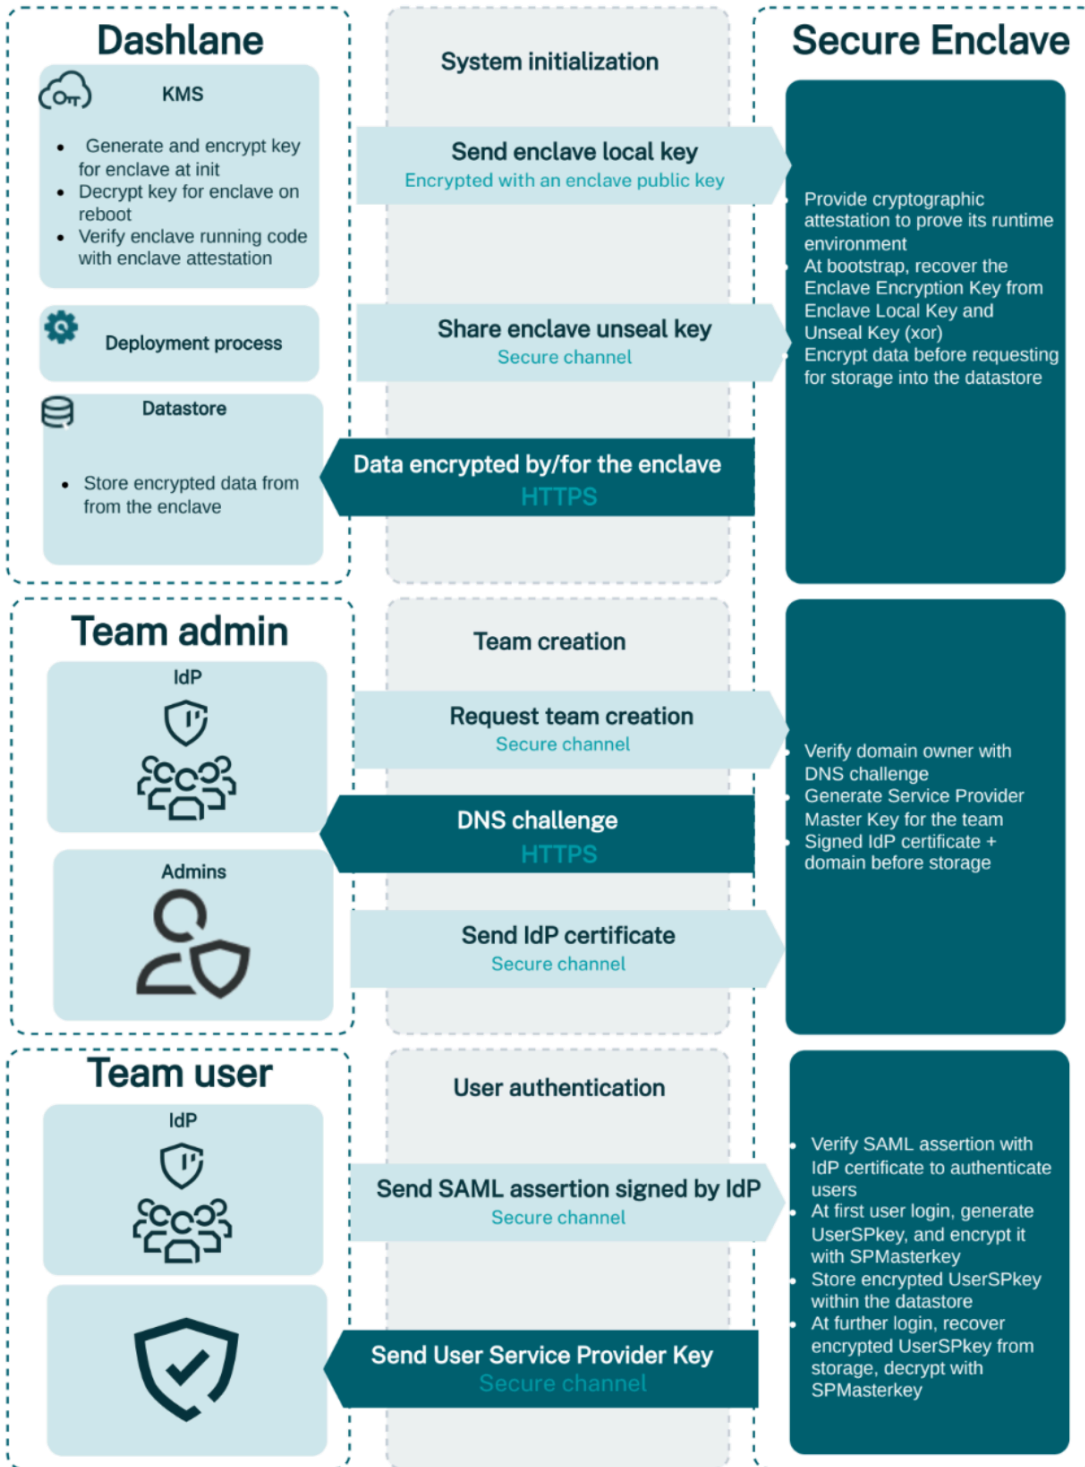 Dashlane
System initialization
Secure Enclave
KMS
• Generate and encrypt key
for enclave at init
• Decrypt key for enclave on
reboot
• Verify enclave running code
with enclave attestation
Send enclave local key
Encrypted with an enclave public key
Deployment process
Share enclave unseal key
Secure channel
Datastore
• Store encrypted data from
from the enclave
Data encrypted by/for the enclave
HTTPS
• Provide cryptographic
attestation to prove its runtime
environment
• At bootstrap, recover the
Enclave Encryption Key from
Enclave Local Key and
Unseal Key (xor)
• Encrypt data before requesting
for storage into the datastore
Team admin
Team creation
IdP
Request team creation
Secure channel
DNS challenge
HTTPS
Admins
Send IdP certificate
Secure channel
• Verify domain owner with
DNS challenge
• Generate Service Provider
Master Key for the team
• Signed IdP certificate +
domain before storage
Team user
User authentication
IdP
Send SAML assertion signed by IdP
Secure channel
Send User Service Provider Key
Secure channel
• Verify SAML assertion with
IdP certificate to authenticate
users
• At first user login, generate
UserSPkey, and encrypt it
with SPMasterkey
• Store encrypted UserSPkey
within the datastore
• At further login, recover
encrypted UserSPkey from
storage, decrypt with
SPMasterkey